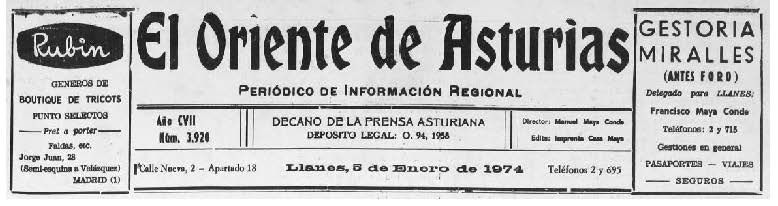 Rubin
GENEROS DE
BOUTIQUE DE TRICOTS
PUNTO SELECTOS
Pret a porter
Faldas, etc.
Jorge Juan, 28
(Semi-esquina a Velázques)
MADRID (1)
El Oriente de Asturias
PERIÓDICO DE INFORMACIÓN REGIONAL
Año CVII
Núm. 3.920
DECANO DE LA PRENSA ASTURIANA
DEPOSITO LEGAL: O. 94, 1958
Director: Manuel Maya Conde
Edita: Imprenta Casa Maya
Calle Nueva, 2 - Apartado 18
Llanes, 5 de Enero de 1974
Teléfonos 2 y 695
GESTORIA
MIRALLES
(ANTES FORD)
Delegado para LLANES:
Francisco Maya Conde
Teléfonos: 2 y 715
Gestiones en general
PASAPORTES — VIAJES
— SEGUROS —